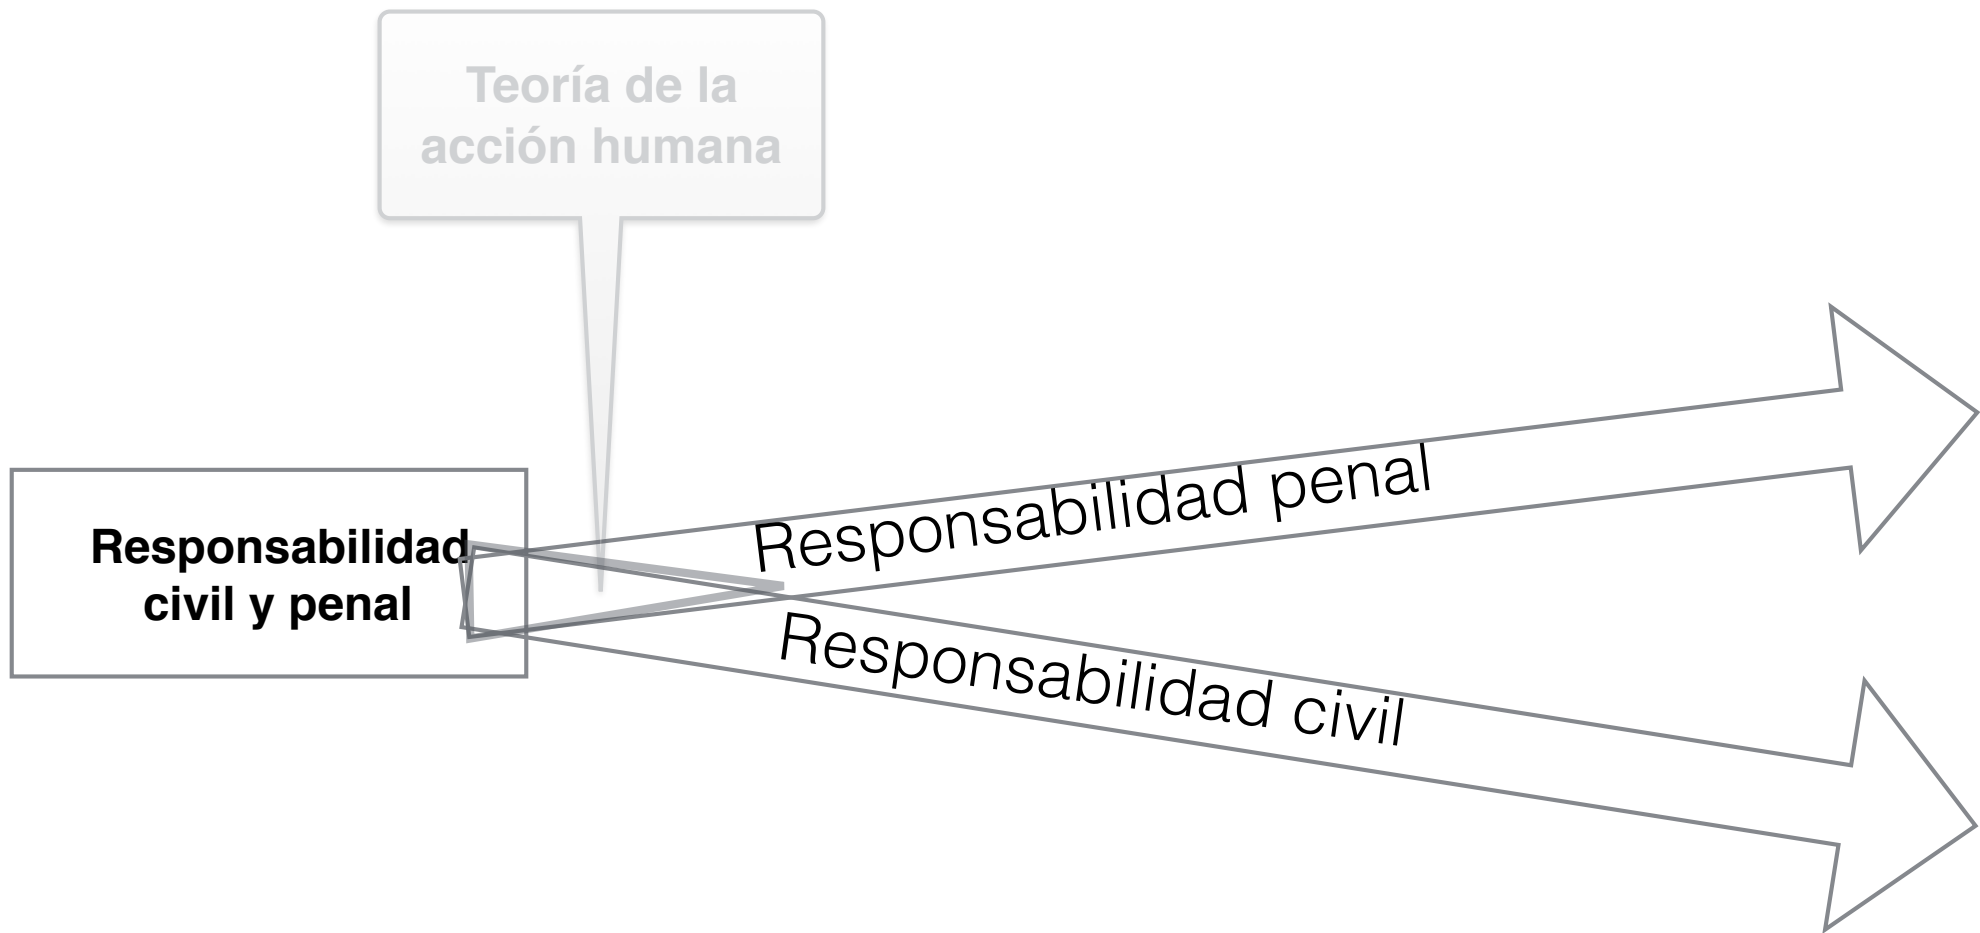 Teoría de la
acción humana
Responsabilidad
civil y penal
Responsabilidad penal
Responsabilidad civil